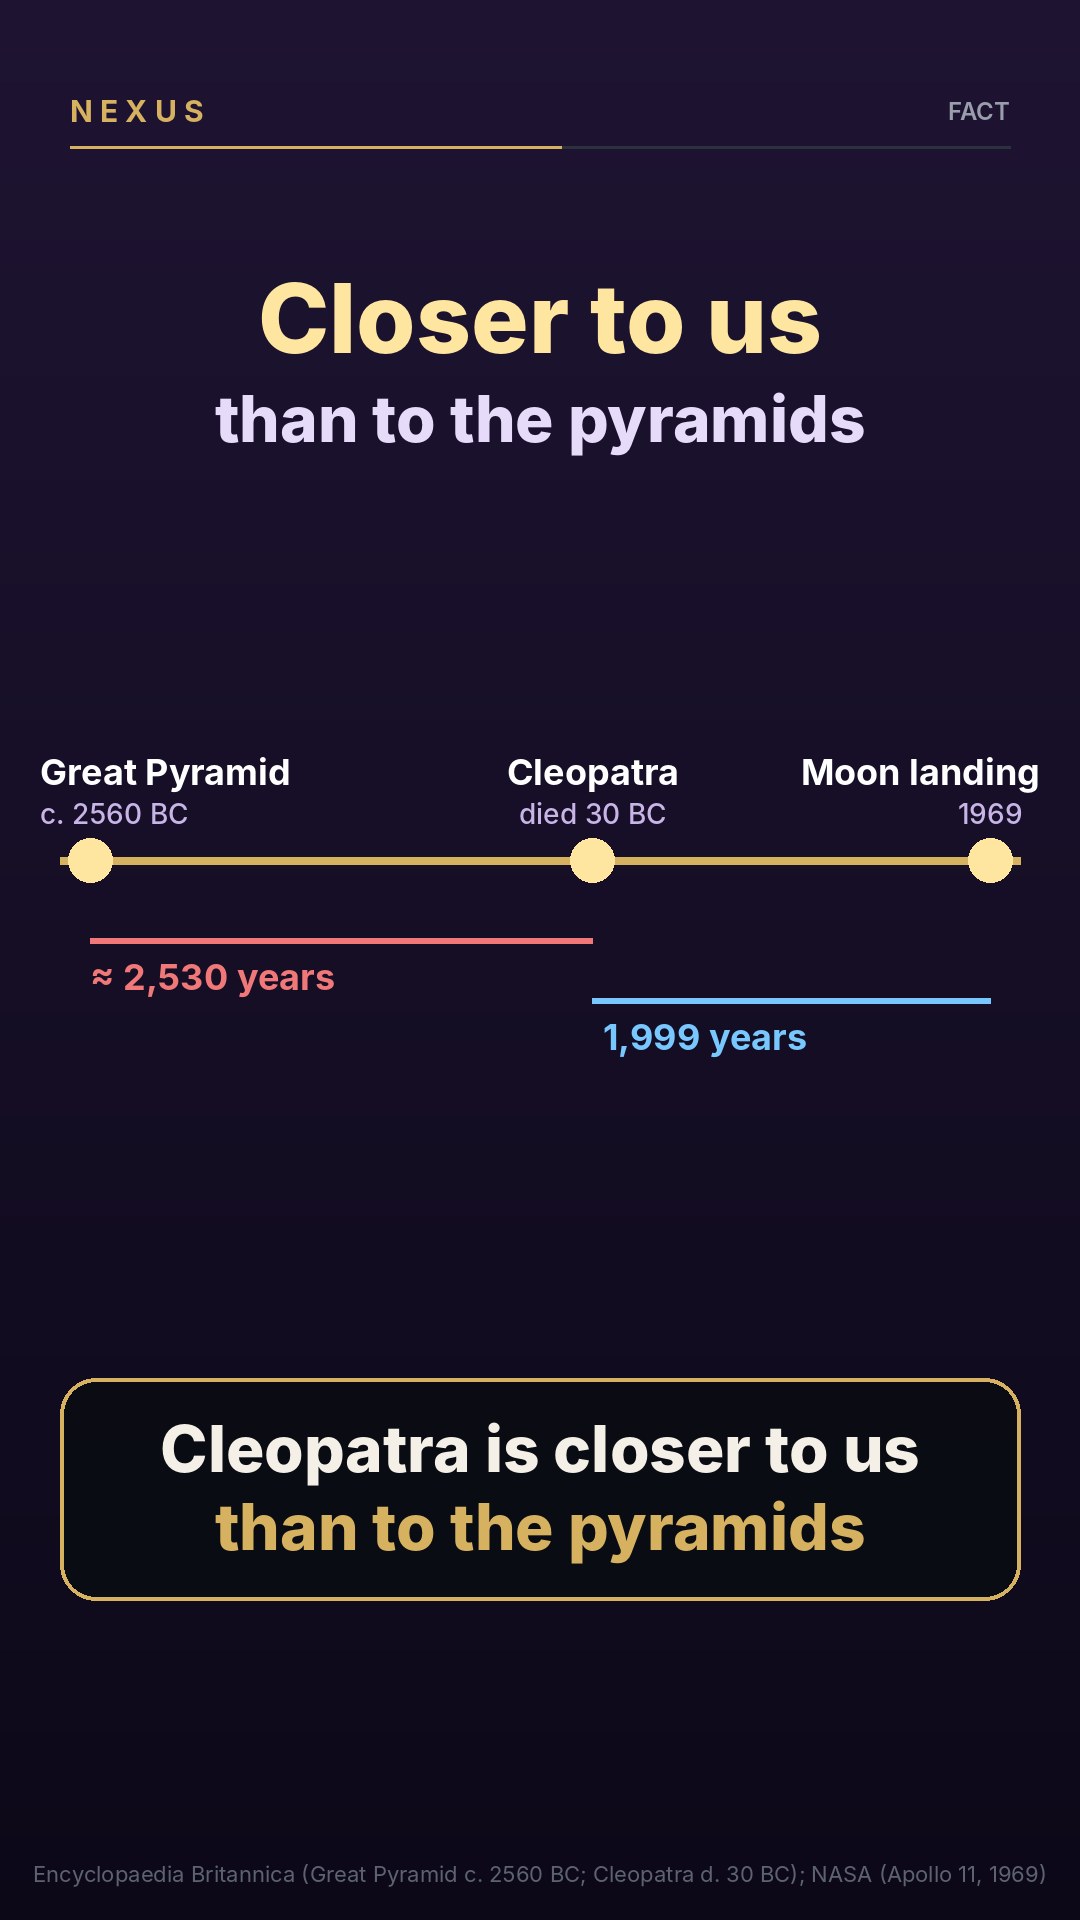 NEXUS
FACT
Closer to us
than to the pyramids
Great Pyramid
c. 2560 BC
Cleopatra
died 30 BC
Moon landing
1969
≈ 2,530 years
1,999 years
Cleopatra is closer to us
than to the pyramids
Encyclopaedia Britannica (Great Pyramid c. 2560 BC; Cleopatra d. 30 BC); NASA (Apollo 11, 1969)